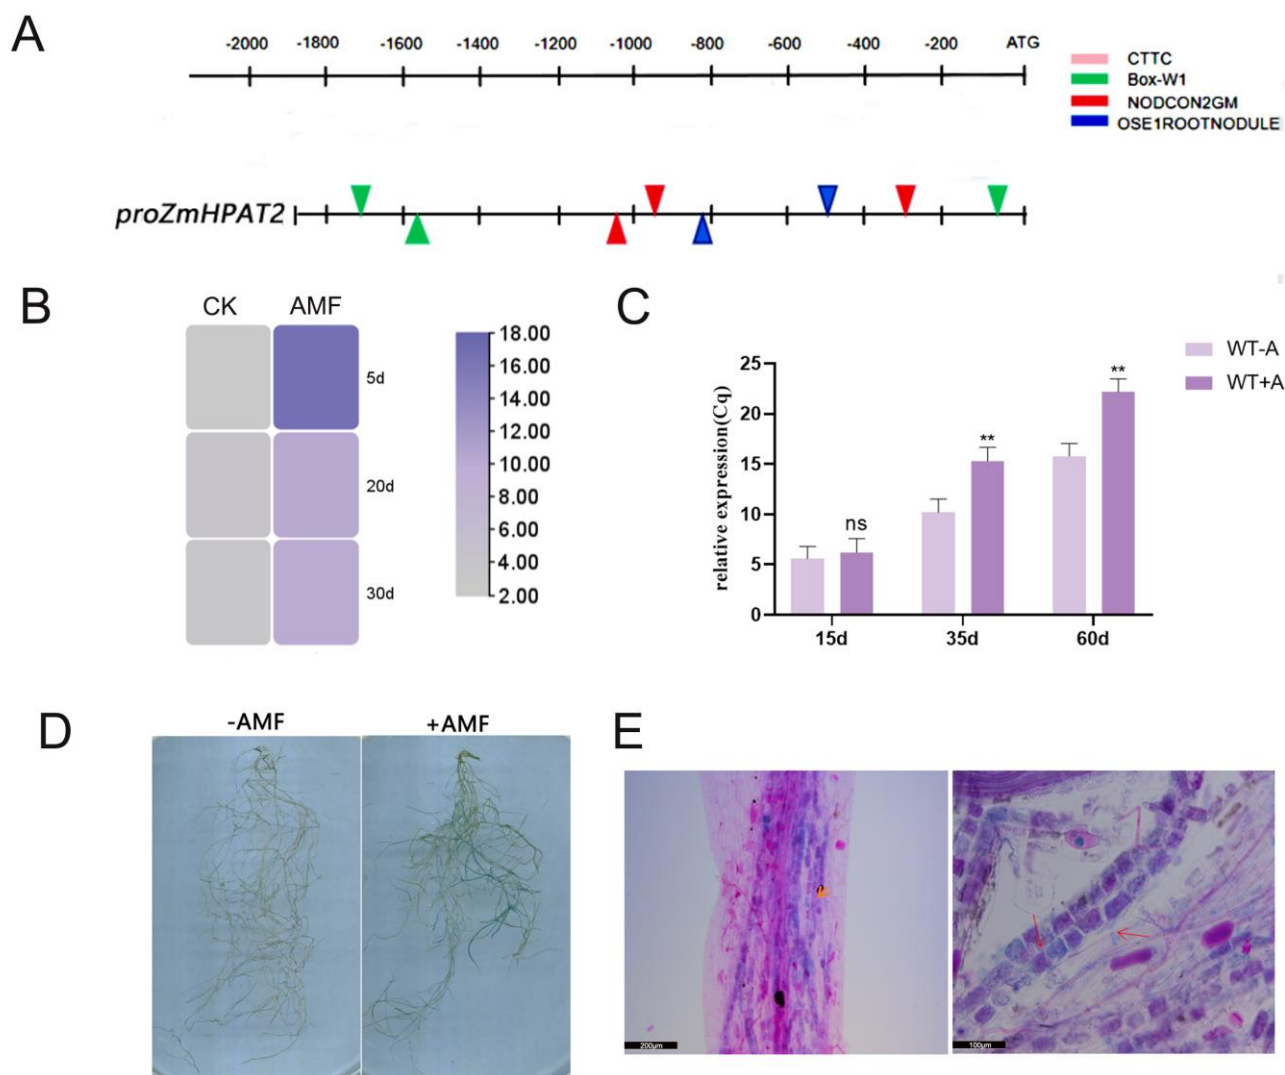 A
-2000 -1800 -1600 -1400 -1200 -1000 -800 -600 -400 -200 ATG
CTTC
Box-W1
NODCON2GM
OSE1ROOTNODULE
proZmHPAT2
B
CK AMF
5d
20d
30d
18.00
16.00
14.00
12.00
10.00
8.00
6.00
4.00
2.00
C
relative expression(Cq)
25
20
15
10
5
0
ns
**
**
15d 35d 60d
WT-A
WT+A
D
-AMF +AMF
E
200μm
100μm